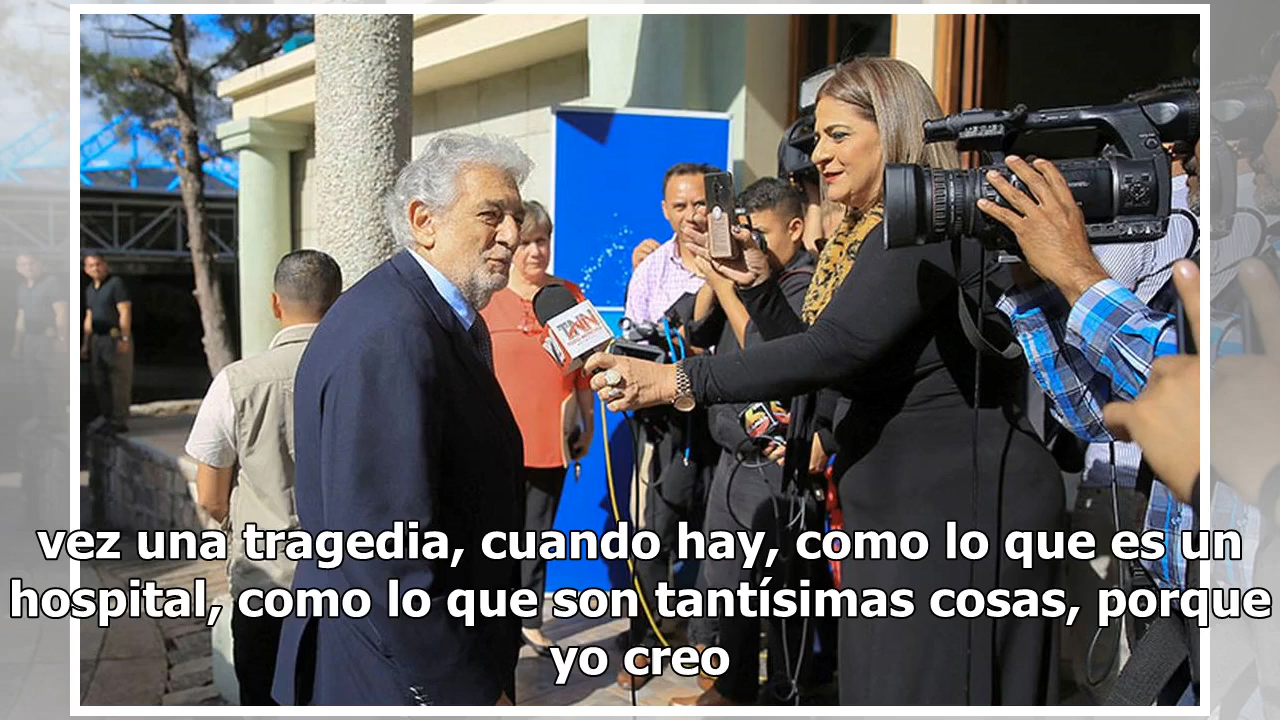 TNN
vez una tragedia, cuando hay, como lo que es un
hospital, como lo que son tantísimas cosas, porque
yo creo